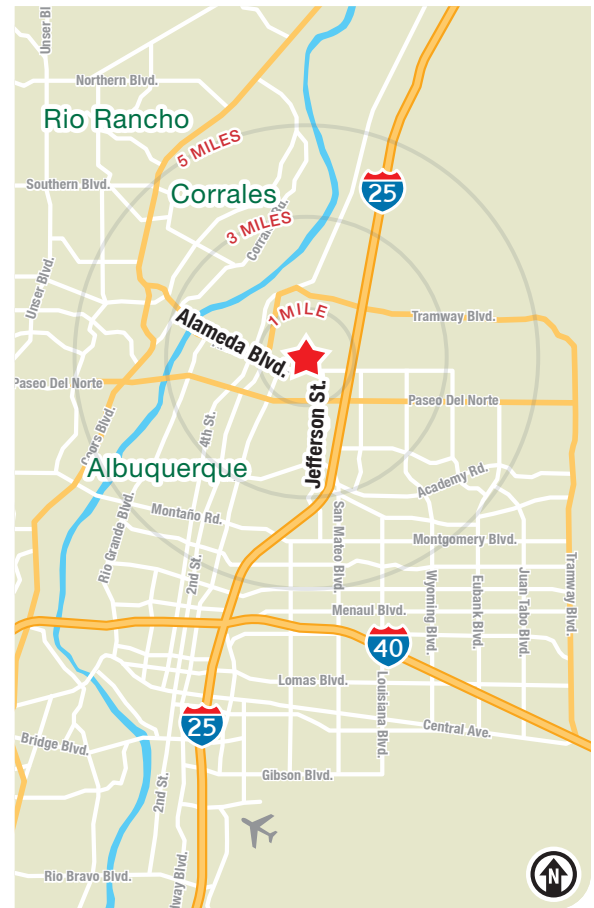 Unser Bl
Northern Blvd.
Rio Rancho
5 MILES
Southern Blvd.
Corrales
25
3 MILES
Corrales Rd.
Unser Blvd.
1 MILE
Tramway Blvd.
Alameda Blvd.
Paseo Del Norte
Jefferson St.
Paseo Del Norte
Coors Blvd.
4th St.
Albuquerque
Academy Rd.
Rio Grande Blvd.
Montaño Rd.
San Mateo Blvd.
Montgomery Blvd.
2nd St.
Wyoming Blvd.
Eubank Blvd.
Juan Tabo Blvd.
Tramway Blvd.
Menaul Blvd.
40
Lomas Blvd.
Louisiana Blvd.
25
Central Ave.
Bridge Blvd.
Gibson Blvd.
2nd St.
Rio Bravo Blvd.
dway Blvd.
N